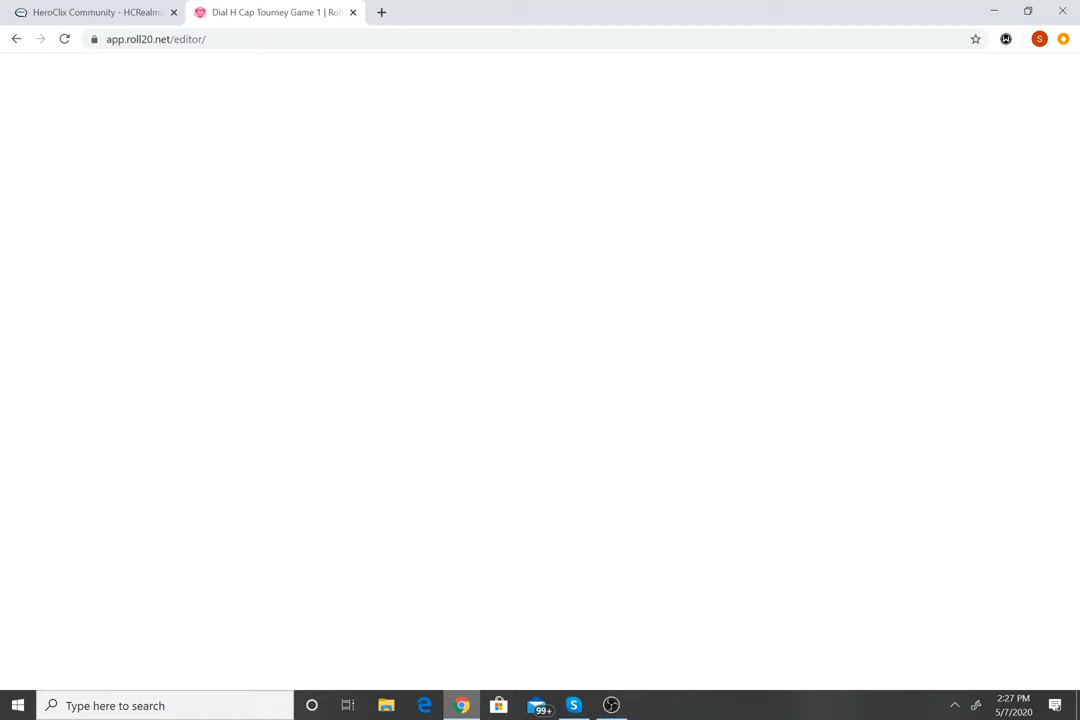 HeroClix Community - HCRealms
Dial H Cap Tourney Game 1 | Roll
app.roll20.net/editor/
S
Type here to search
99+
S
2:27 PM
5/7/2020